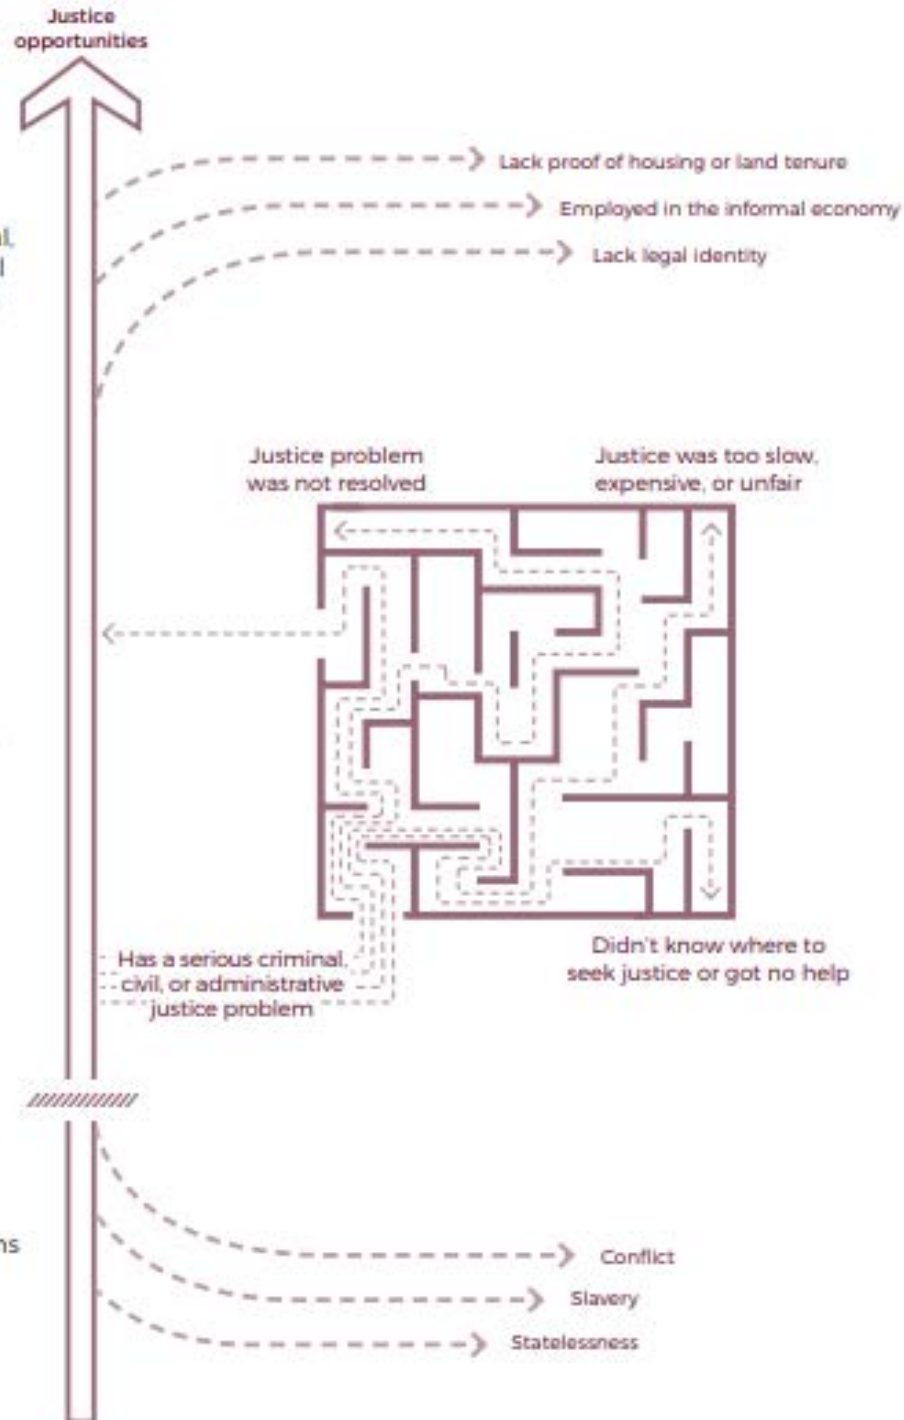 Justice
opportunities
Lack proof of housing or land tenure
Employed in the informal economy
Lack legal identity
Justice problem
was not resolved
Justice was too slow,
expensive, or unfair
Has a serious criminal,
civil, or administrative
justice problem
Didn't know where to
seek justice or got no help
Conflict
Slavery
Statelessness